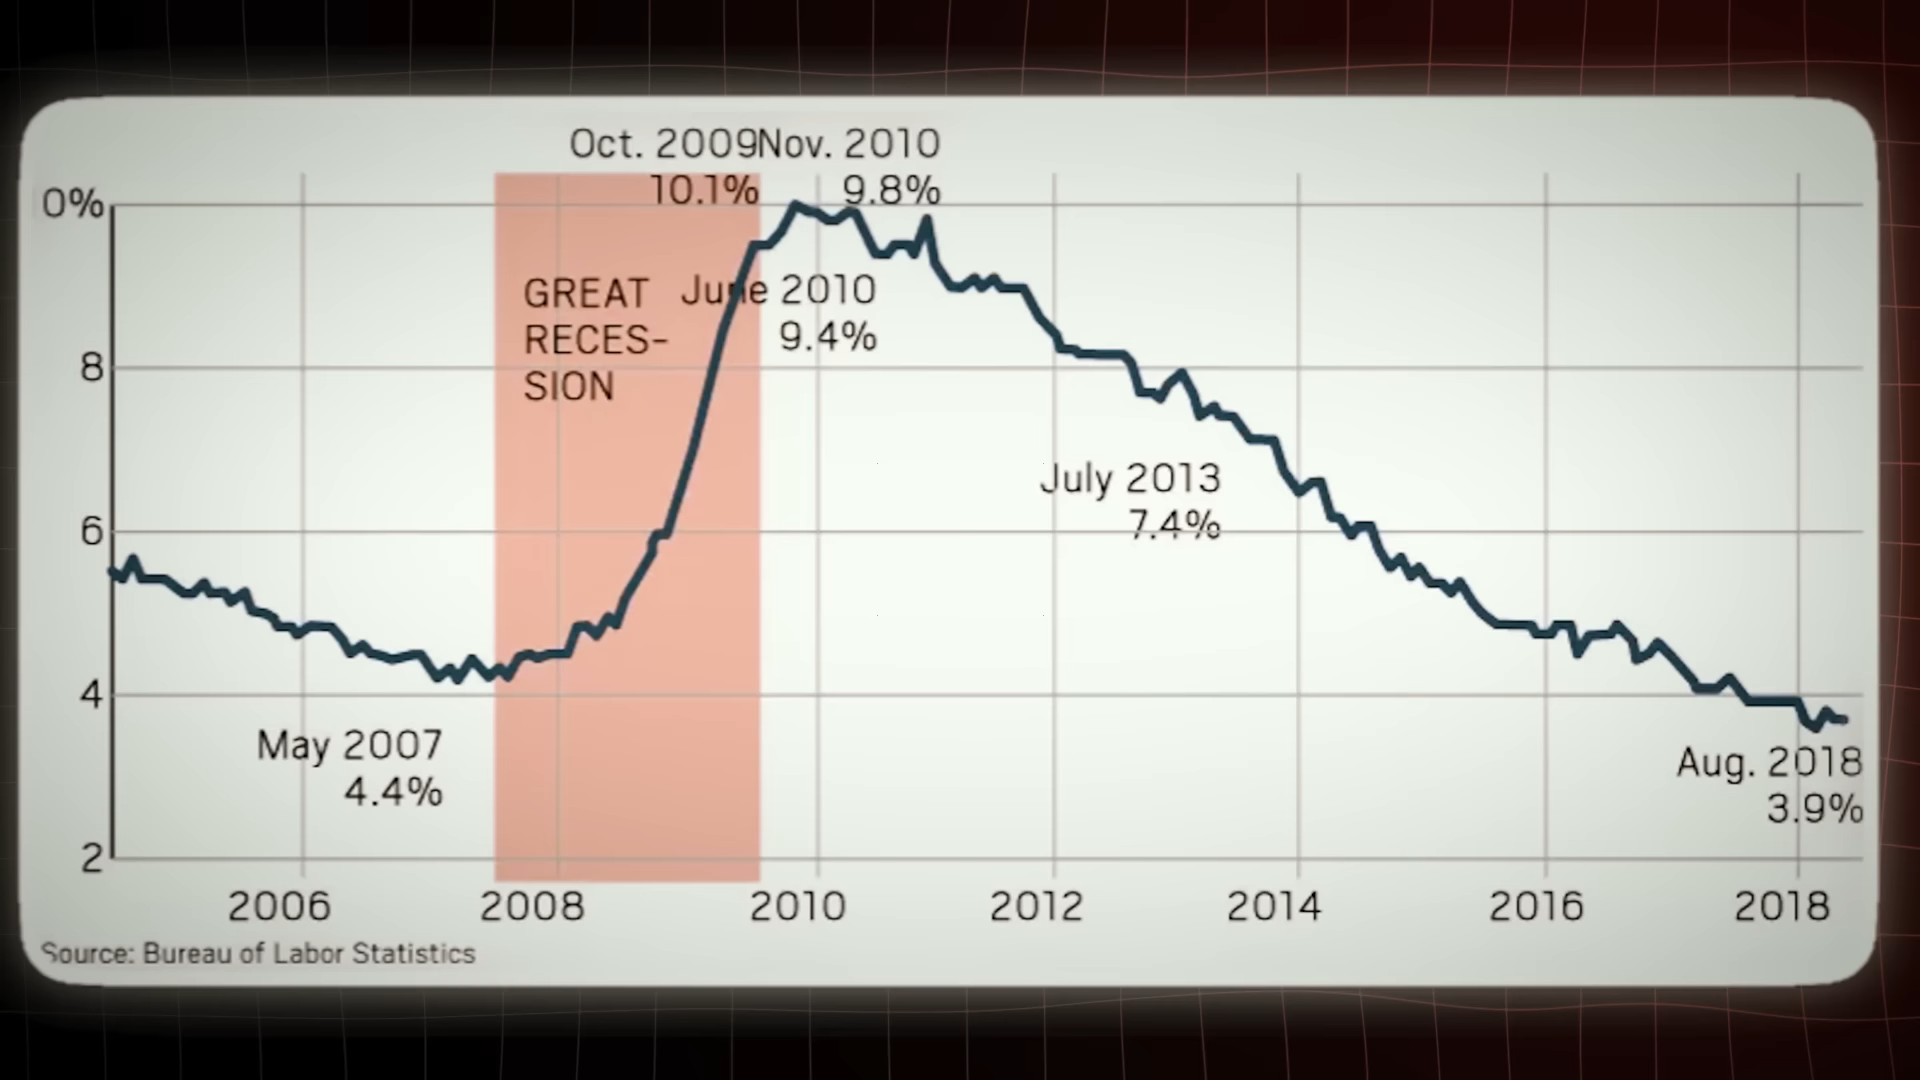 Oct. 2009
10.1%
Nov. 2010
9.8%
0%
GREAT
RECES-
SION
June 2010
9.4%
8
July 2013
7.4%
6
4
May 2007
4.4%
Aug. 2018
3.9%
2
2006 2008 2010 2012 2014 2016 2018
Source: Bureau of Labor Statistics